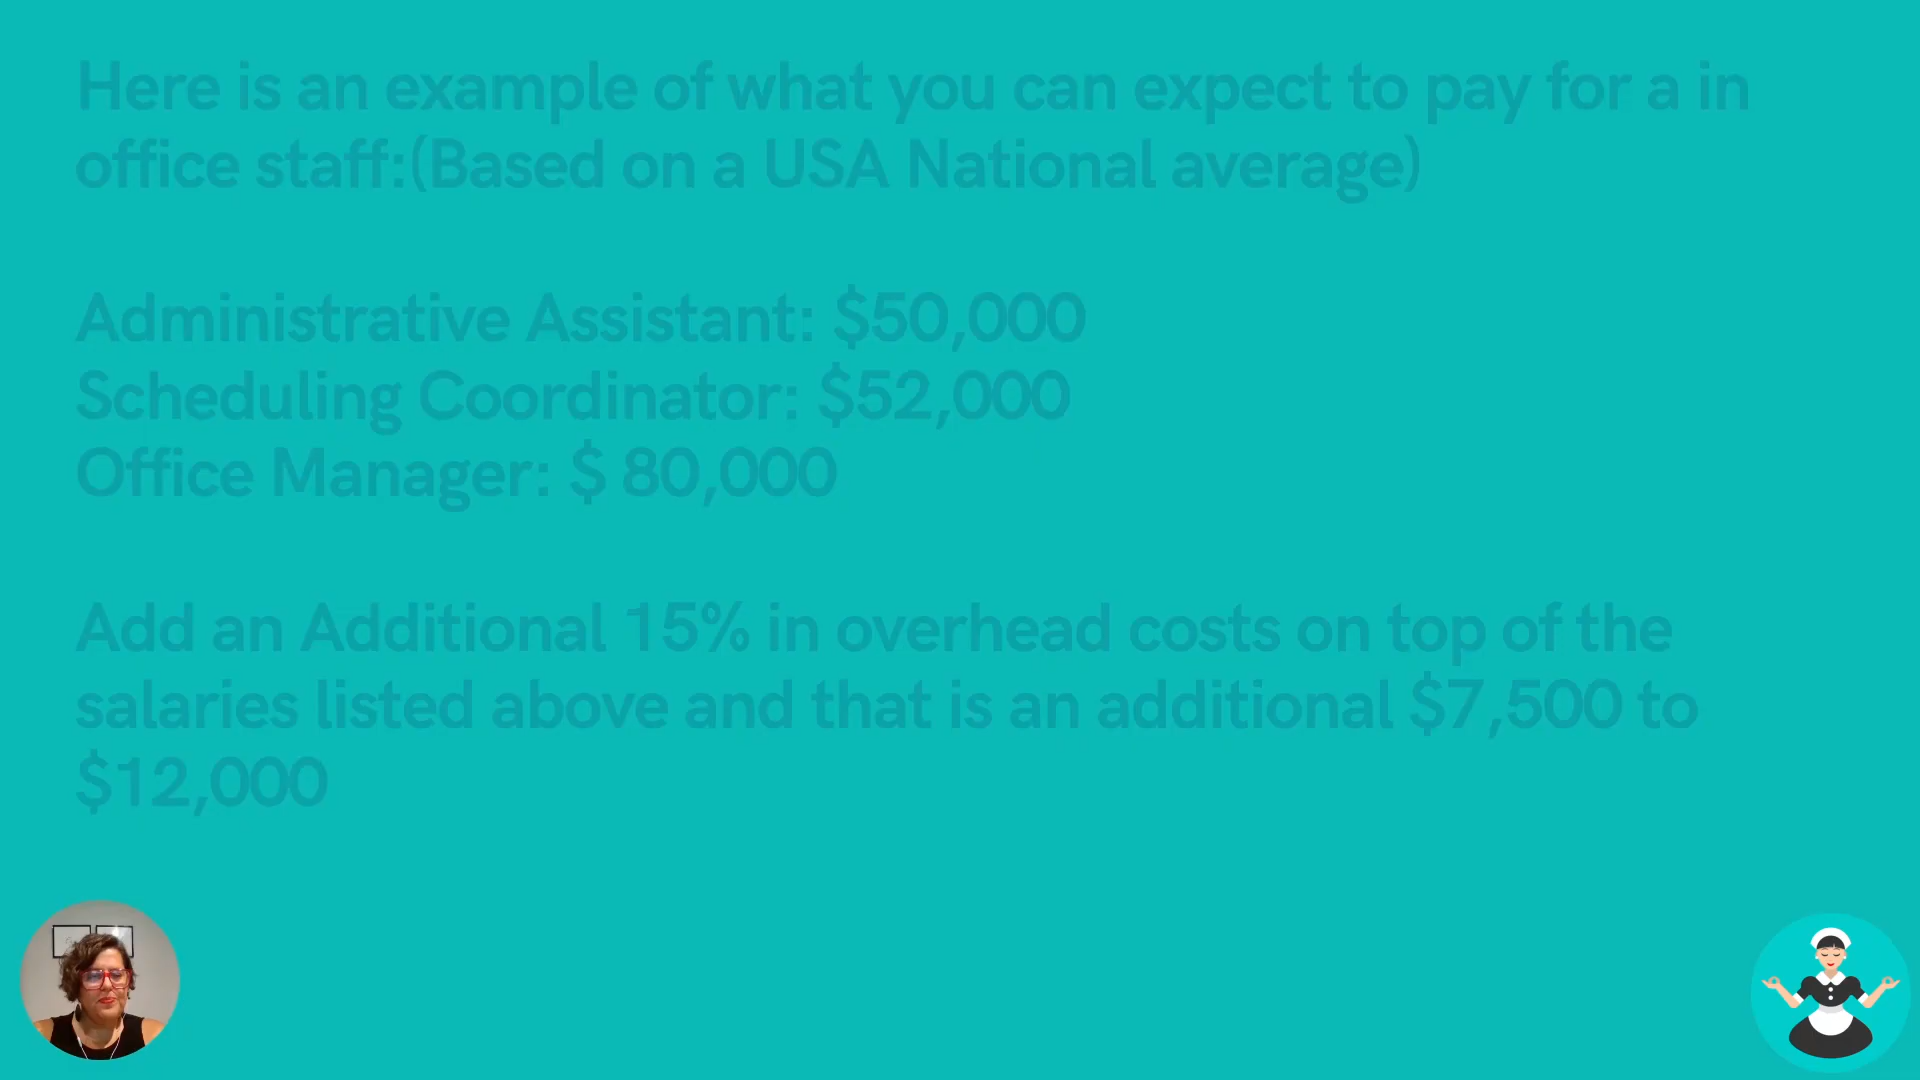 Here is an example of what you can expect to pay for a in
office staff:(Based on a USA National average)
Administrative Assistant: $50,000
Scheduling Coordinator: $52,000
Office Manager: $ 80,000
Add an Additional 15% in overhead costs on top of the
salaries listed above and that is an additional $7,500 to
$12,000